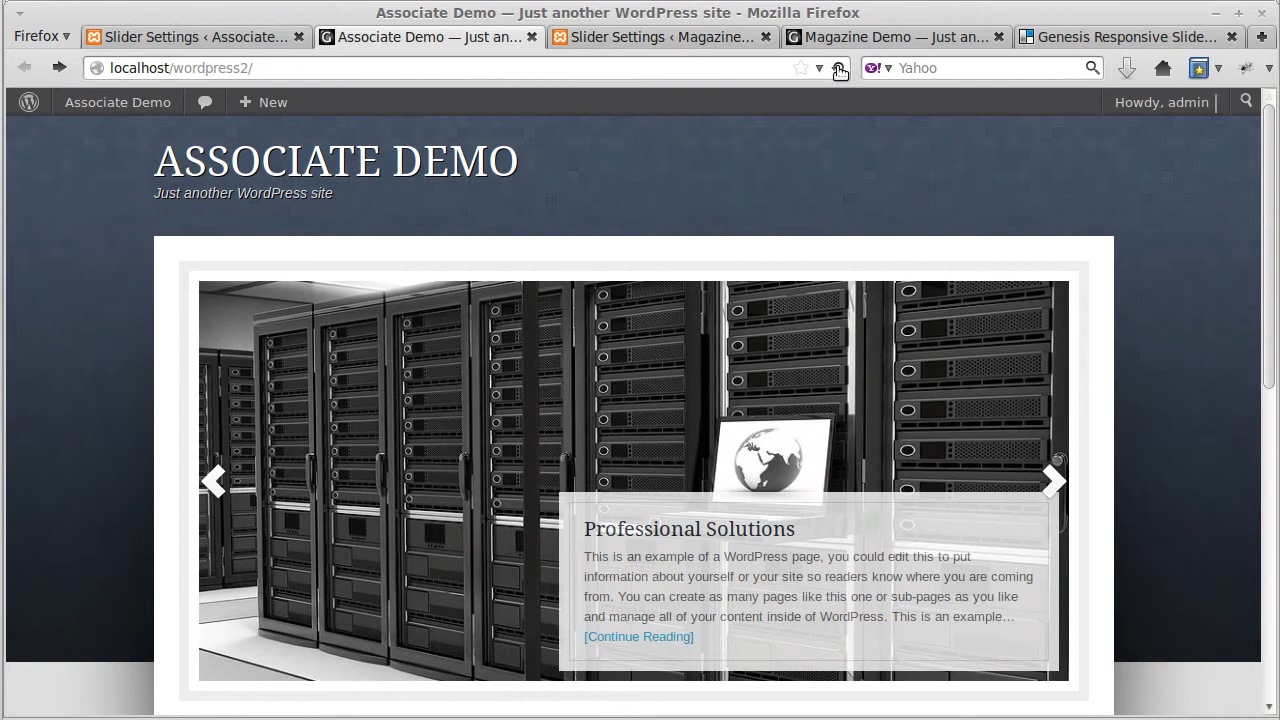 Associate Demo — Just another WordPress site - Mozilla Firefox
Firefox
Slider Settings ‹ Associate...
Associate Demo — Just an...
Slider Settings ‹ Magazine...
Magazine Demo — Just an...
Genesis Responsive Slide...
localhost/wordpress2/
Yahoo
Associate Demo
New
Howdy, admin
ASSOCIATE DEMO
Just another WordPress site
Professional Solutions
This is an example of a WordPress page, you could edit this to put
information about yourself or your site so readers know where you are coming
from. You can create as many pages like this one or sub-pages as you like
and manage all of your content inside of WordPress. This is an example…
[Continue Reading]